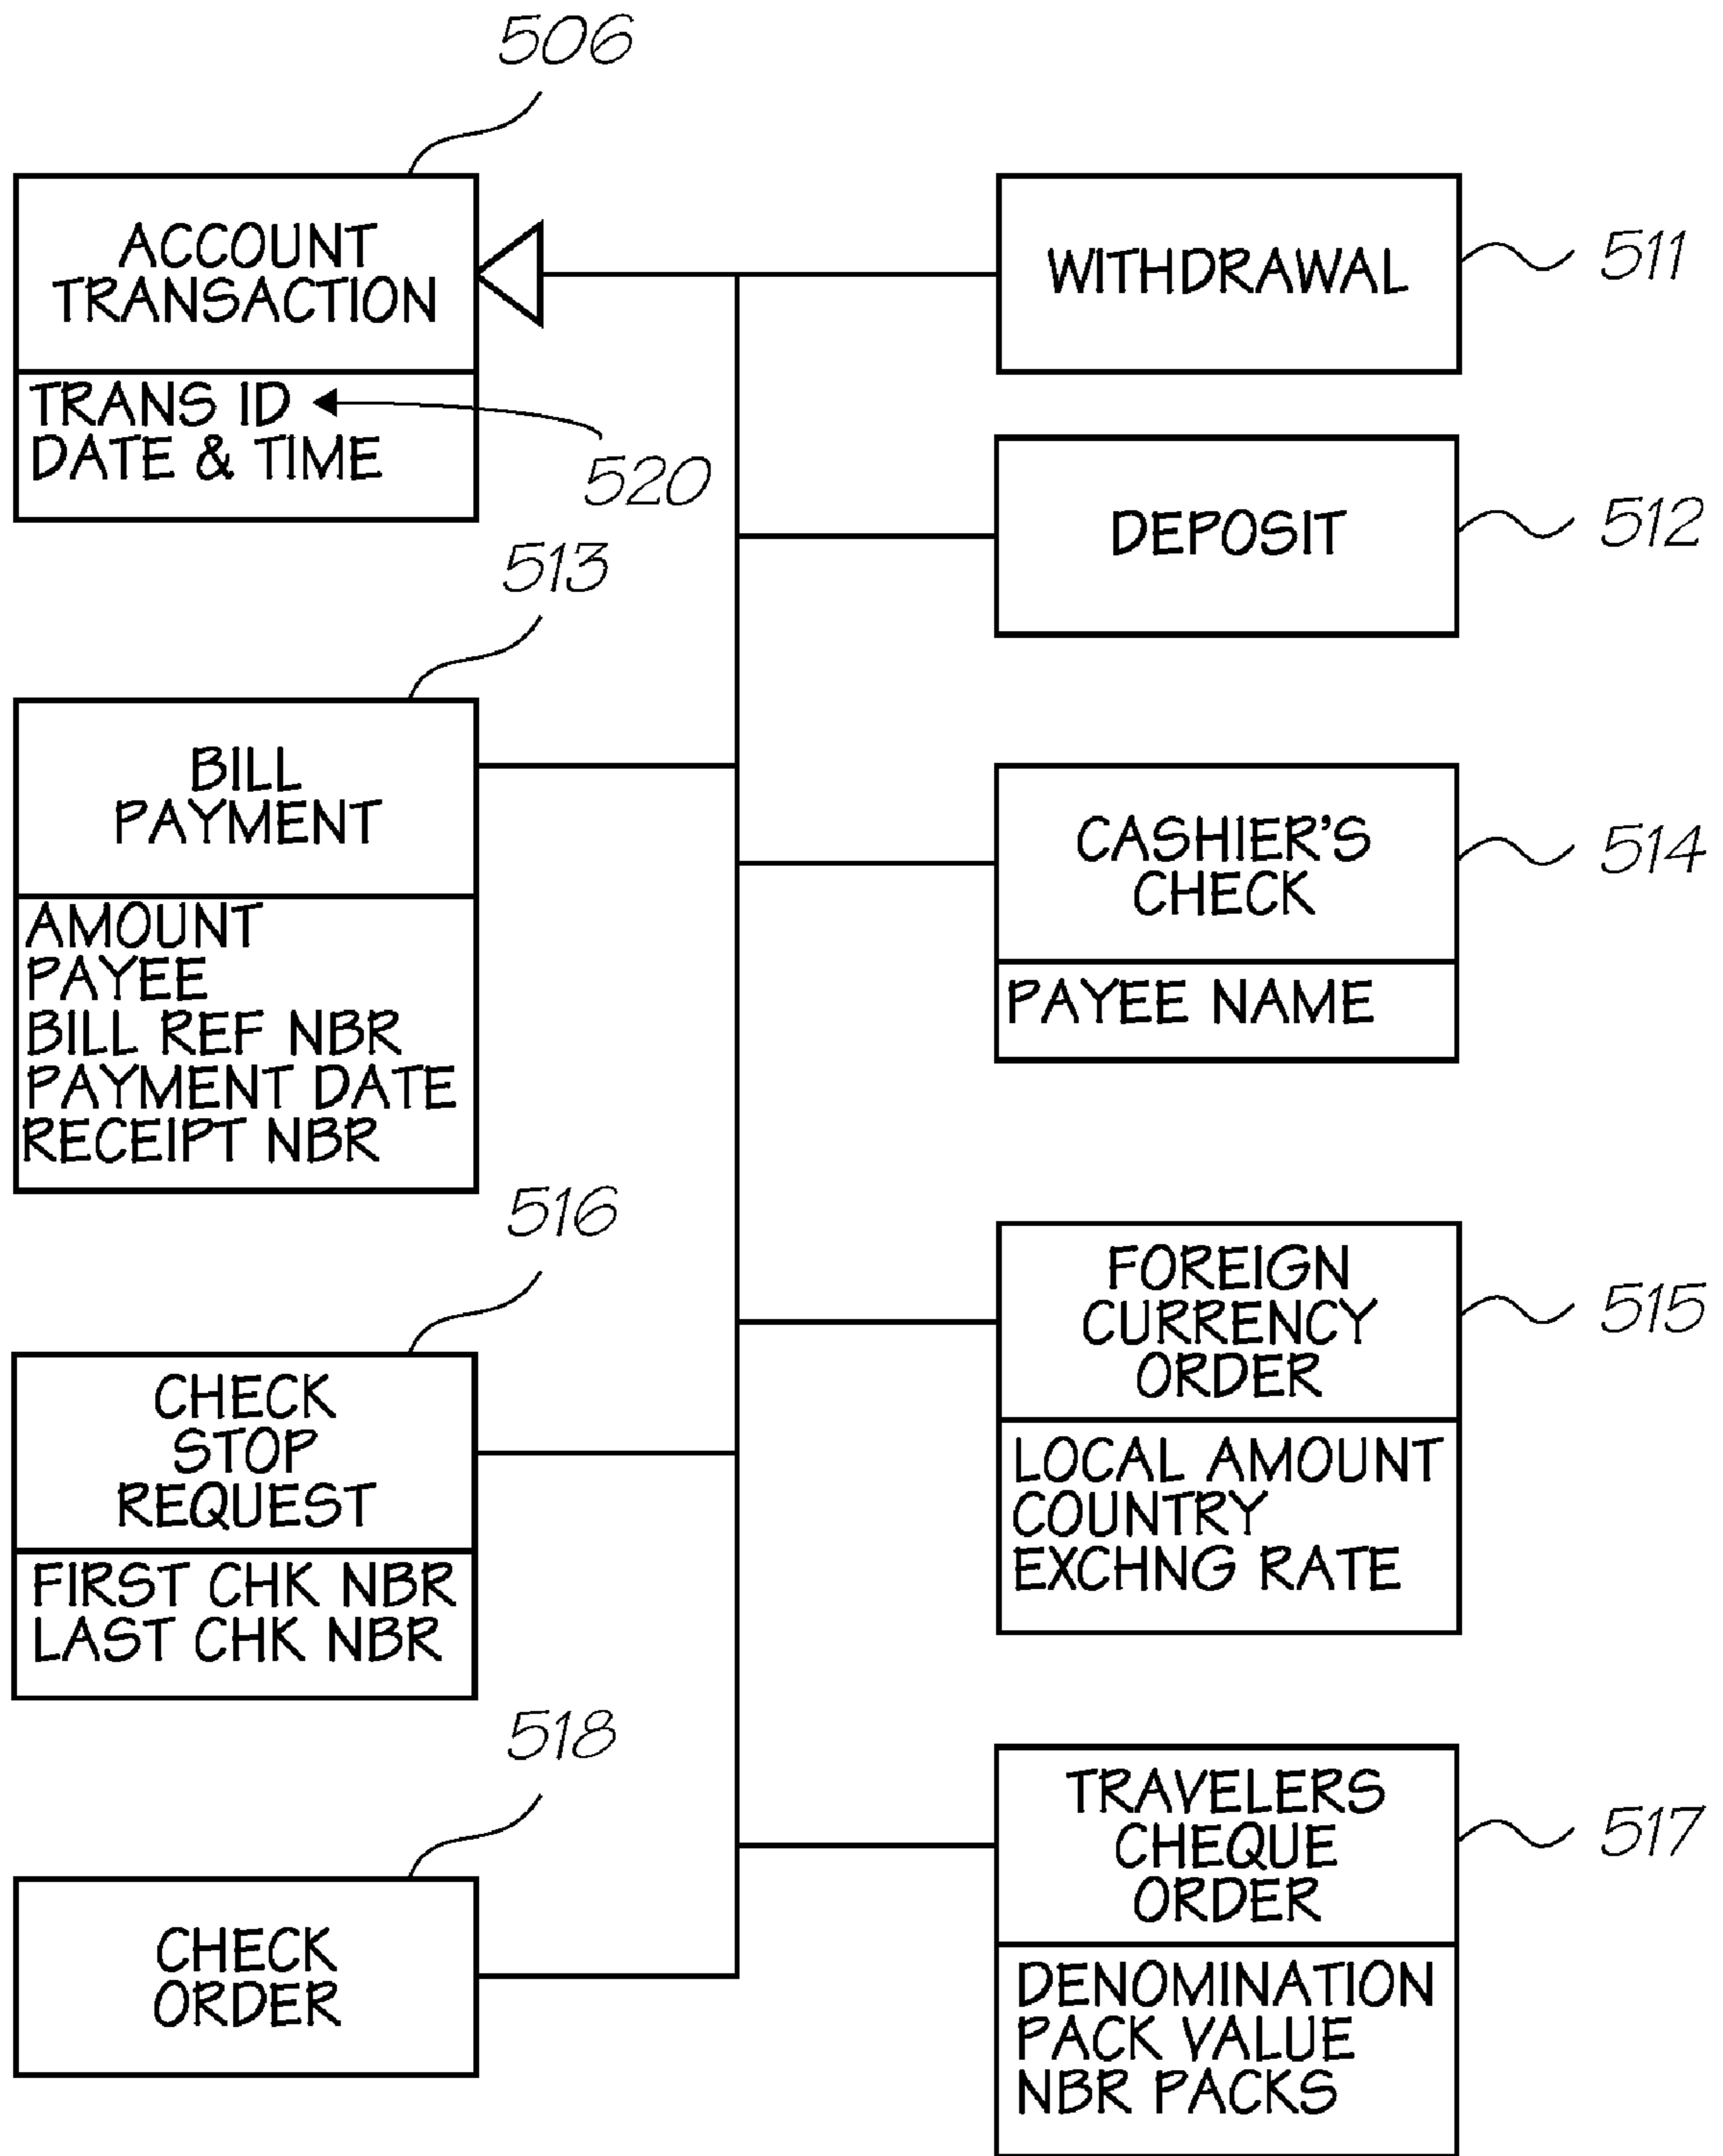 506
ACCOUNT
TRANSACTION
TRANS ID
DATE & TIME
520
WITHDRAWAL
511
DEPOSIT
512
513
BILL
PAYMENT
AMOUNT
PAYEE
BILL REF NBR
PAYMENT DATE
RECEIPT NBR
CASHIER'S
CHECK
PAYEE NAME
514
516
CHECK
STOP
REQUEST
FIRST CHK NBR
LAST CHK NBR
FOREIGN
CURRENCY
ORDER
LOCAL AMOUNT
COUNTRY
EXCHNG RATE
515
518
CHECK
ORDER
TRAVELERS
CHEQUE
ORDER
DENOMINATION
PACK VALUE
NBR PACKS
517